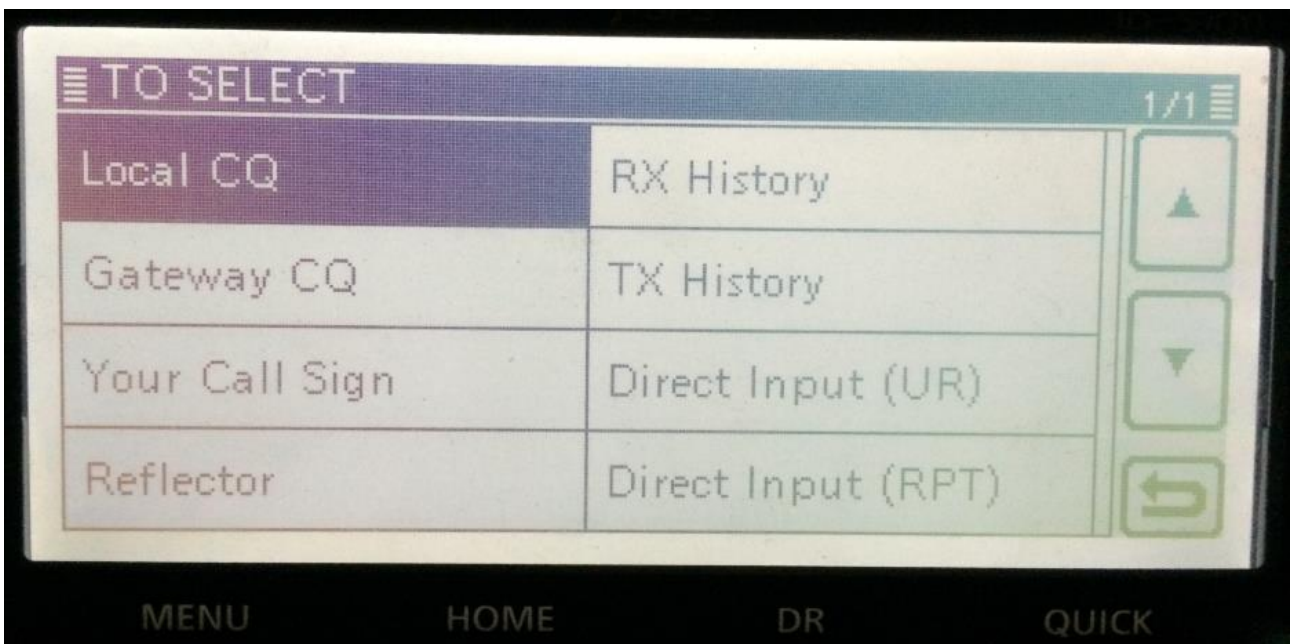 TO SELECT
1/1
Local CQ
RX History
Gateway CQ
TX History
Your Call Sign
Direct Input (UR)
Reflector
Direct Input (RPT)
MENU HOME DR QUICK